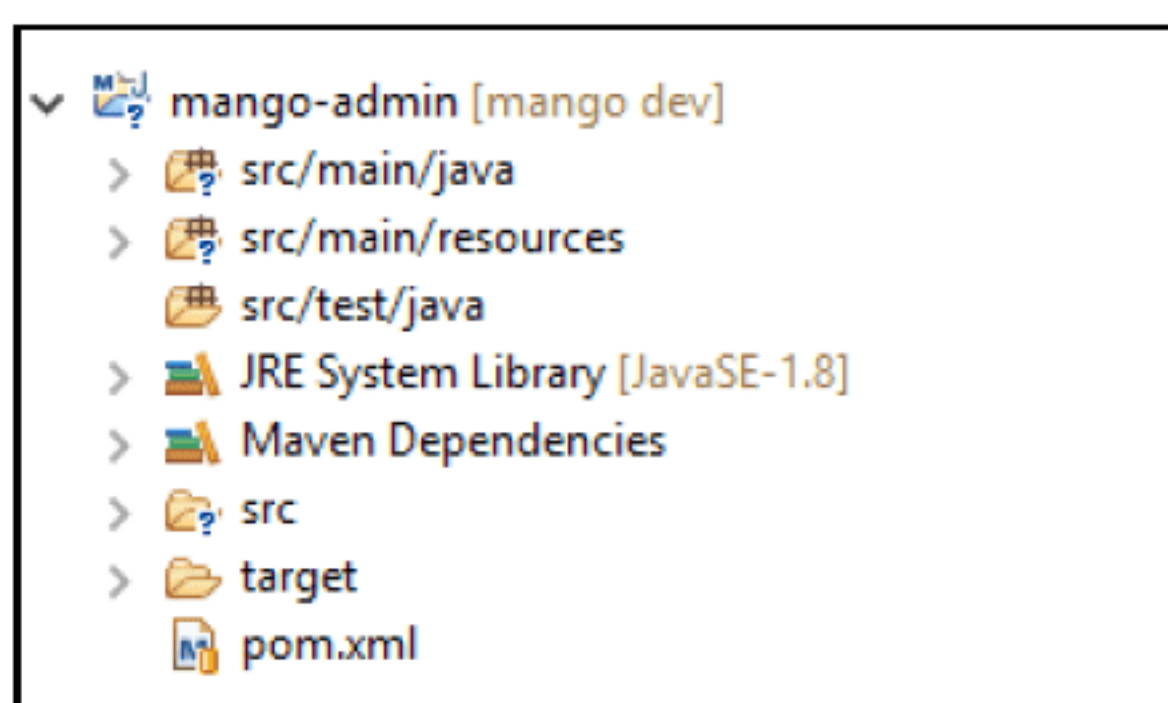 mango-admin [mango dev]
src/main/java
src/main/resources
src/test/java
JRE System Library [JavaSE-1.8]
Maven Dependencies
src
target
pom.xml